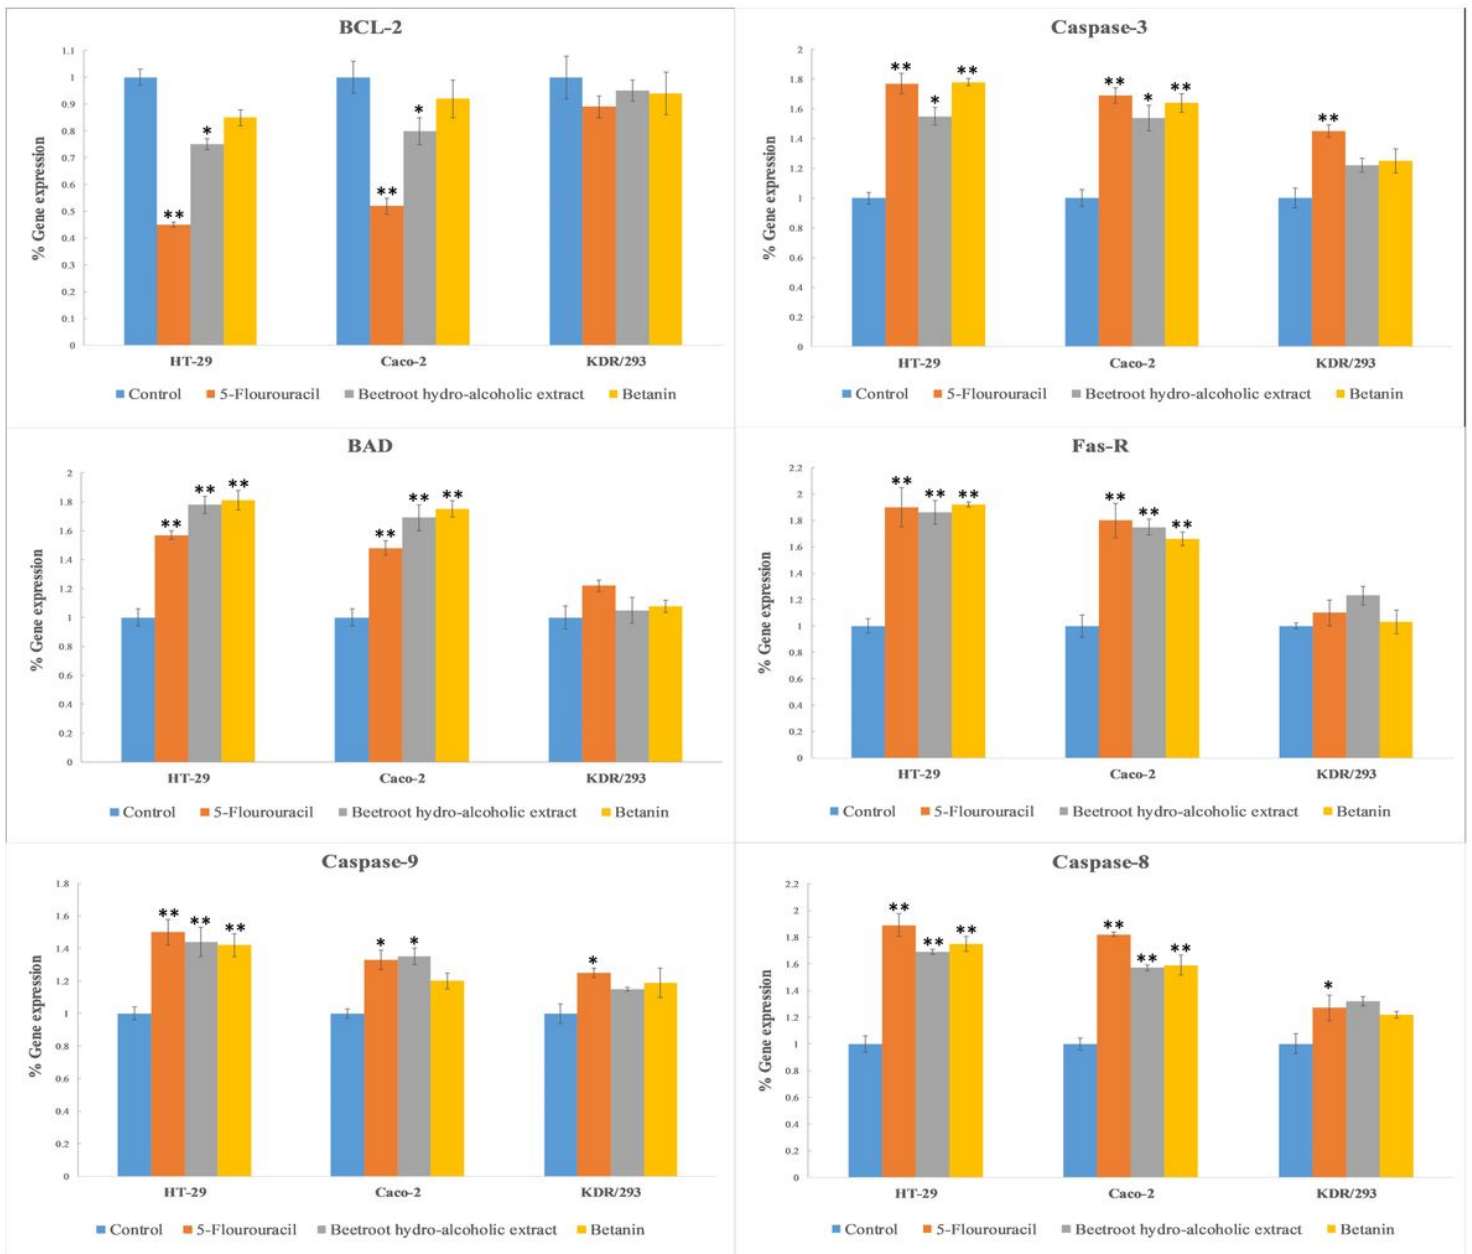 BCL-2
1.1
1
0.9
0.8
0.7
0.6
0.5
0.4
0.3
0.2
0.1
0
% Gene expression
**
*
**
*
HT-29 Caco-2 KDR/293
Control 5-Flourouracil Beetroot hydro-alcoholic extract Betanin
Caspase-3
2
1.8
1.6
1.4
1.2
1
0.8
0.6
0.4
0.2
0
% Gene expression
** * **
** * **
**
HT-29 Caco-2 KDR/293
Control 5-Flourouracil Beetroot hydro-alcoholic extract Betanin
BAD
2
1.8
1.6
1.4
1.2
1
0.8
0.6
0.4
0.2
0
% Gene expression
** ** **
** ** **
HT-29 Caco-2 KDR/293
Control 5-Flourouracil Beetroot hydro-alcoholic extract Betanin
Fas-R
2.2
2
1.8
1.6
1.4
1.2
1
0.8
0.6
0.4
0.2
0
% Gene expression
** ** **
** ** **
HT-29 Caco-2 KDR/293
Control 5-Flourouracil Beetroot hydro-alcoholic extract Betanin
Caspase-9
1.8
1.6
1.4
1.2
1
0.8
0.6
0.4
0.2
0
% Gene expression
** ** **
* *
*
HT-29 Caco-2 KDR/293
Control 5-Flourouracil Beetroot hydro-alcoholic extract Betanin
Caspase-8
2.2
2
1.8
1.6
1.4
1.2
1
0.8
0.6
0.4
0.2
0
% Gene expression
** ** **
** ** **
*
HT-29 Caco-2 KDR/293
Control 5-Flourouracil Beetroot hydro-alcoholic extract Betanin